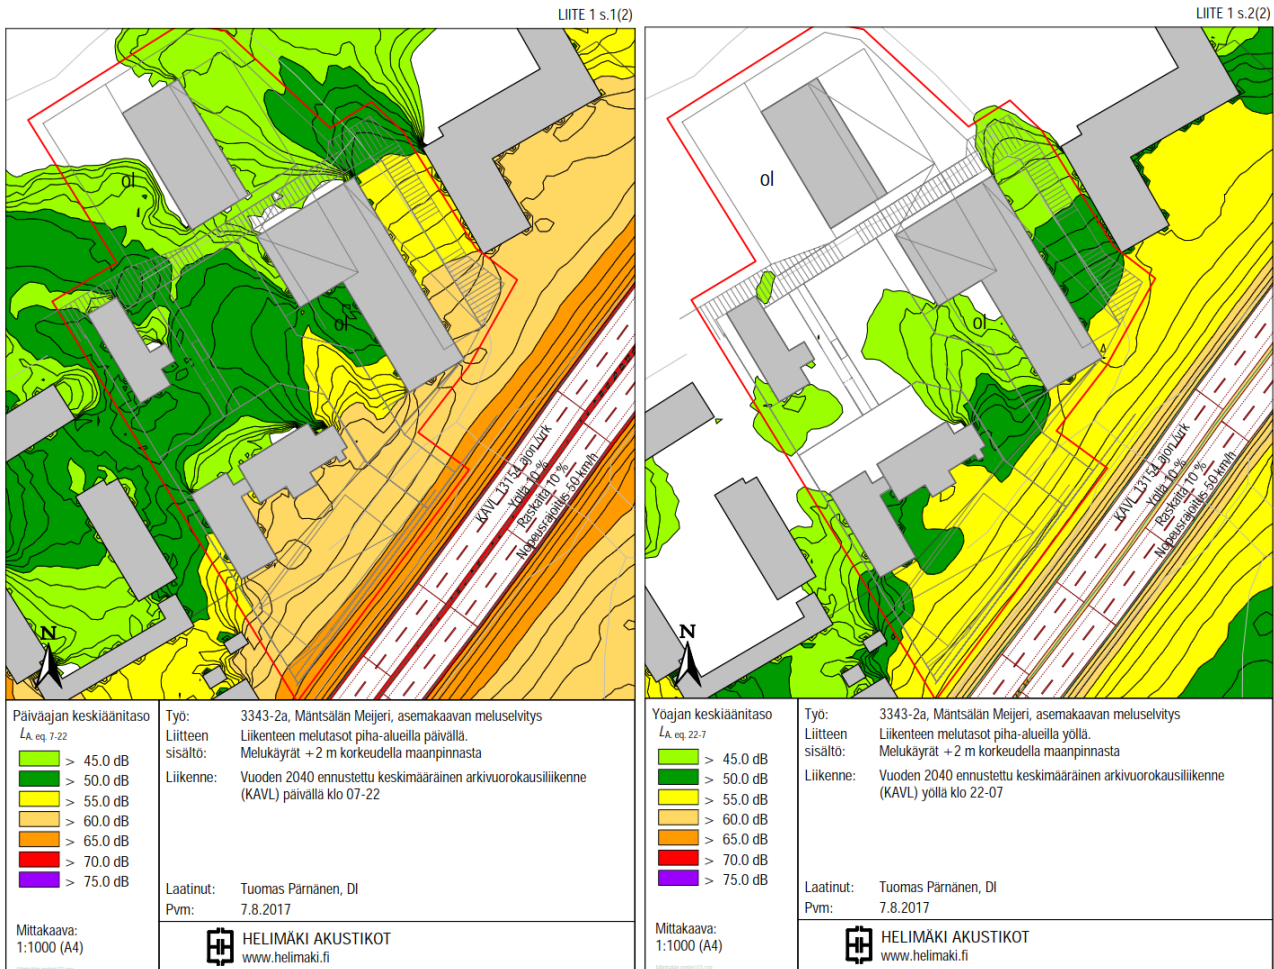 LIITE 1 s.1(2)
ol
ol
KAVL 13154 ajon./vrk
Yöllä 10 %
Raskaita 10 %
Nopeusrajoitus 50 km/h
N
Päiväajan keskiäänitaso
LA, eq, 7-22
> 45.0 dB
> 50.0 dB
> 55.0 dB
> 60.0 dB
> 65.0 dB
> 70.0 dB
> 75.0 dB
Mittakaava:
1:1000 (A4)
Työ: 3343-2a, Mäntsälän Meijeri, asemakaavan meluselvitys
Liitteen Liikenteen melutasot piha-alueilla päivällä.
sisältö: Melukäyrät +2 m korkeudella maanpinnasta
Liikenne: Vuoden 2040 ennustettu keskimääräinen arkivuorokausiliikenne
(KAVL) päivällä klo 07-22
Laatinut: Tuomas Pärnänen, DI
Pvm: 7.8.2017
HELIMÄKI AKUSTIKOT
www.helimaki.fi
LIITE 1 s.2(2)
ol
ol
KAVL 13154 ajon./vrk
Yöllä 10 %
Raskaita 10 %
Nopeusrajoitus 50 km/h
N
Yöajan keskiäänitaso
LA, eq, 22-7
> 45.0 dB
> 50.0 dB
> 55.0 dB
> 60.0 dB
> 65.0 dB
> 70.0 dB
> 75.0 dB
Mittakaava:
1:1000 (A4)
Työ: 3343-2a, Mäntsälän Meijeri, asemakaavan meluselvitys
Liitteen Liikenteen melutasot piha-alueilla yöllä.
sisältö: Melukäyrät +2 m korkeudella maanpinnasta
Liikenne: Vuoden 2040 ennustettu keskimääräinen arkivuorokausiliikenne
(KAVL) yöllä klo 22-07
Laatinut: Tuomas Pärnänen, DI
Pvm: 7.8.2017
HELIMÄKI AKUSTIKOT
www.helimaki.fi